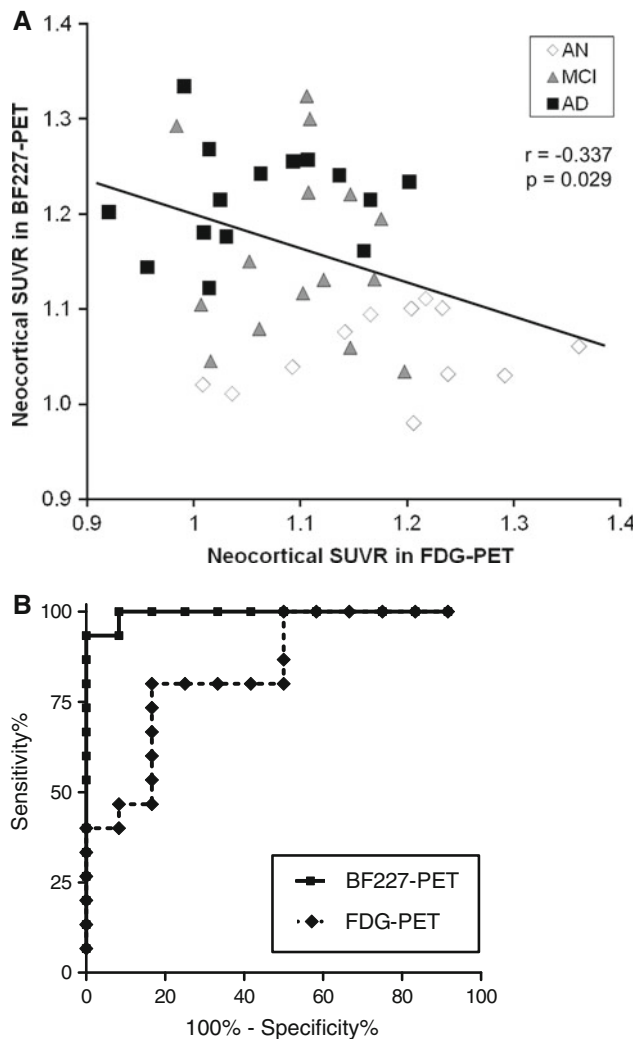 A
AN
MCI
AD
r = -0.337
p = 0.029
Neocortical SUVR in BF227-PET
1.4
1.3
1.2
1.1
1.0
0.9
0.9 1 1.1 1.2 1.3 1.4
Neocortical SUVR in FDG-PET
B
Sensitivity%
100
75
50
25
0
BF227-PET
FDG-PET
0 20 40 60 80 100
100% - Specificity%